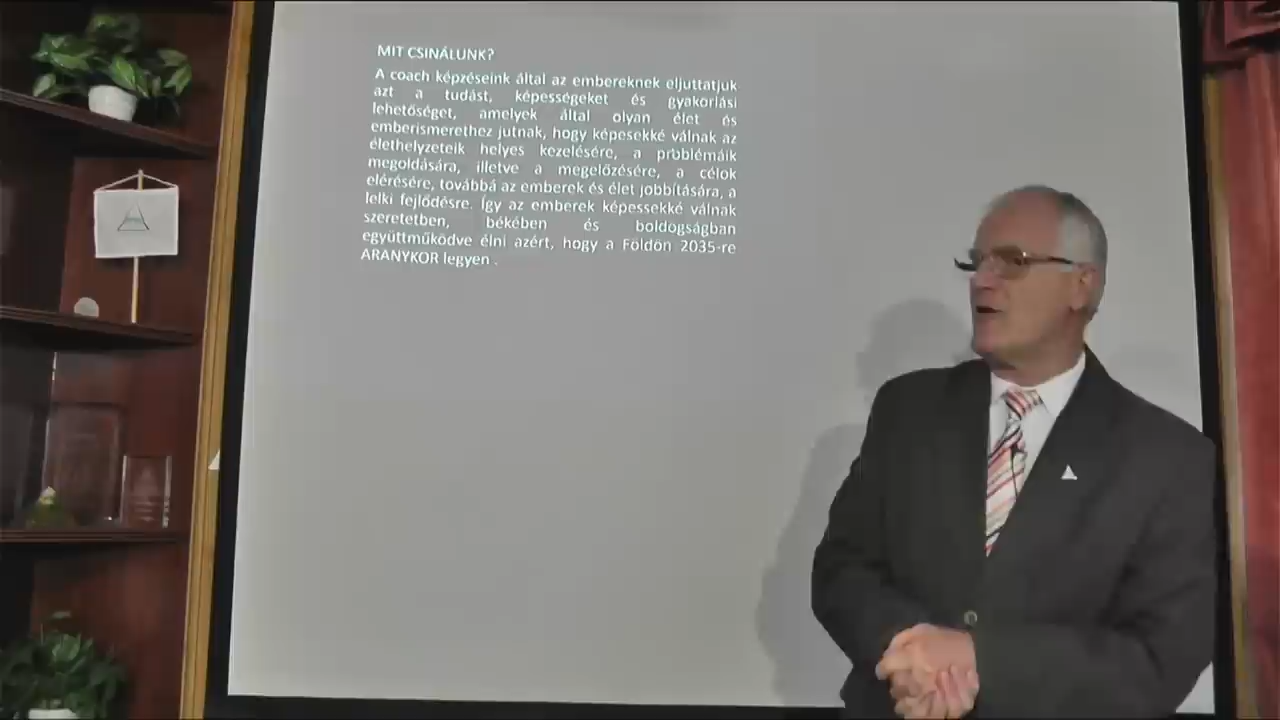 MIT CSINÁLUNK?
A coach képzéseink által az embereknek eljuttatjuk
azt a tudást, képességeket és gyakorlási
lehetőséget, amelyek által olyan élet és
emberismerethez jutnak, hogy képesekké válnak az
élethelyzeteik helyes kezelésére, a problémáik
megoldására, illetve a megelőzésére, a célok
elérésére, továbbá az emberek és élet jobbítására, a
lelki fejlődésre. Így az emberek képessekké válnak
szeretetben, békében és boldogságban
együttműködve élni azért, hogy a Földön 2035-re
ARANYKOR legyen .